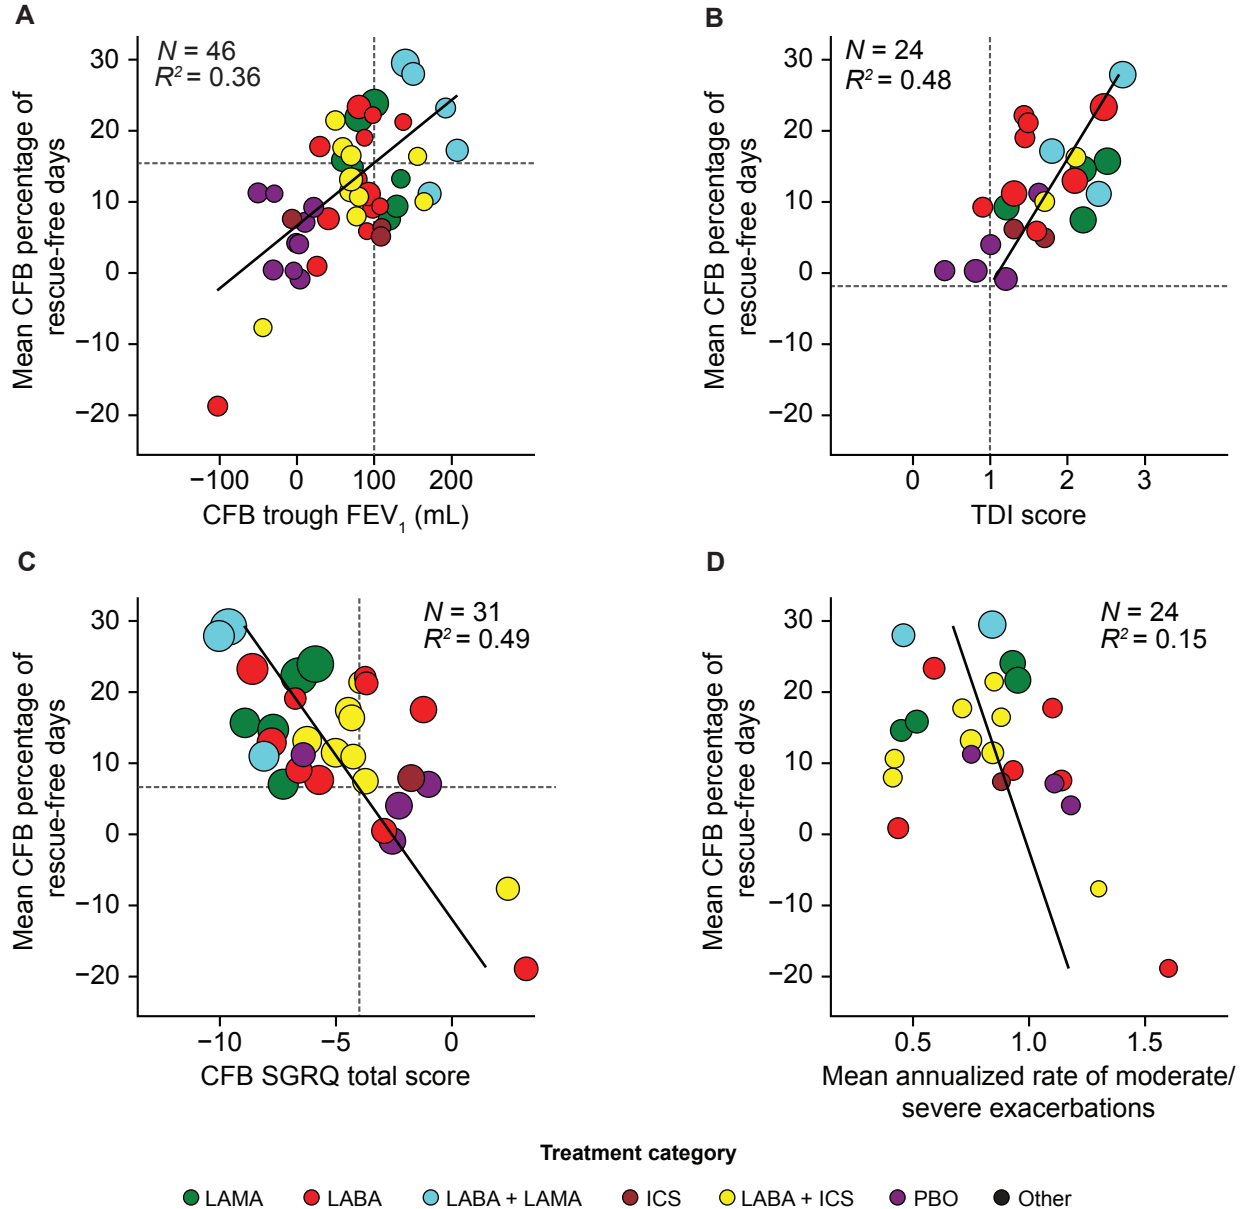 A
N = 46
R² = 0.36
Mean CFB percentage of
rescue-free days
30
20
10
0
−10
−20
−100 0 100 200
CFB trough FEV₁ (mL)
B
N = 24
R² = 0.48
Mean CFB percentage of
rescue-free days
30
20
10
0
−10
−20
0 1 2 3
TDI score
C
N = 31
R² = 0.49
Mean CFB percentage of
rescue-free days
30
20
10
0
−10
−20
−10 −5 0
CFB SGRQ total score
D
N = 24
R² = 0.15
Mean CFB percentage of
rescue-free days
30
20
10
0
−10
−20
0.5 1.0 1.5
Mean annualized rate of moderate/
severe exacerbations
Treatment category
LAMA LABA LABA + LAMA ICS LABA + ICS PBO Other